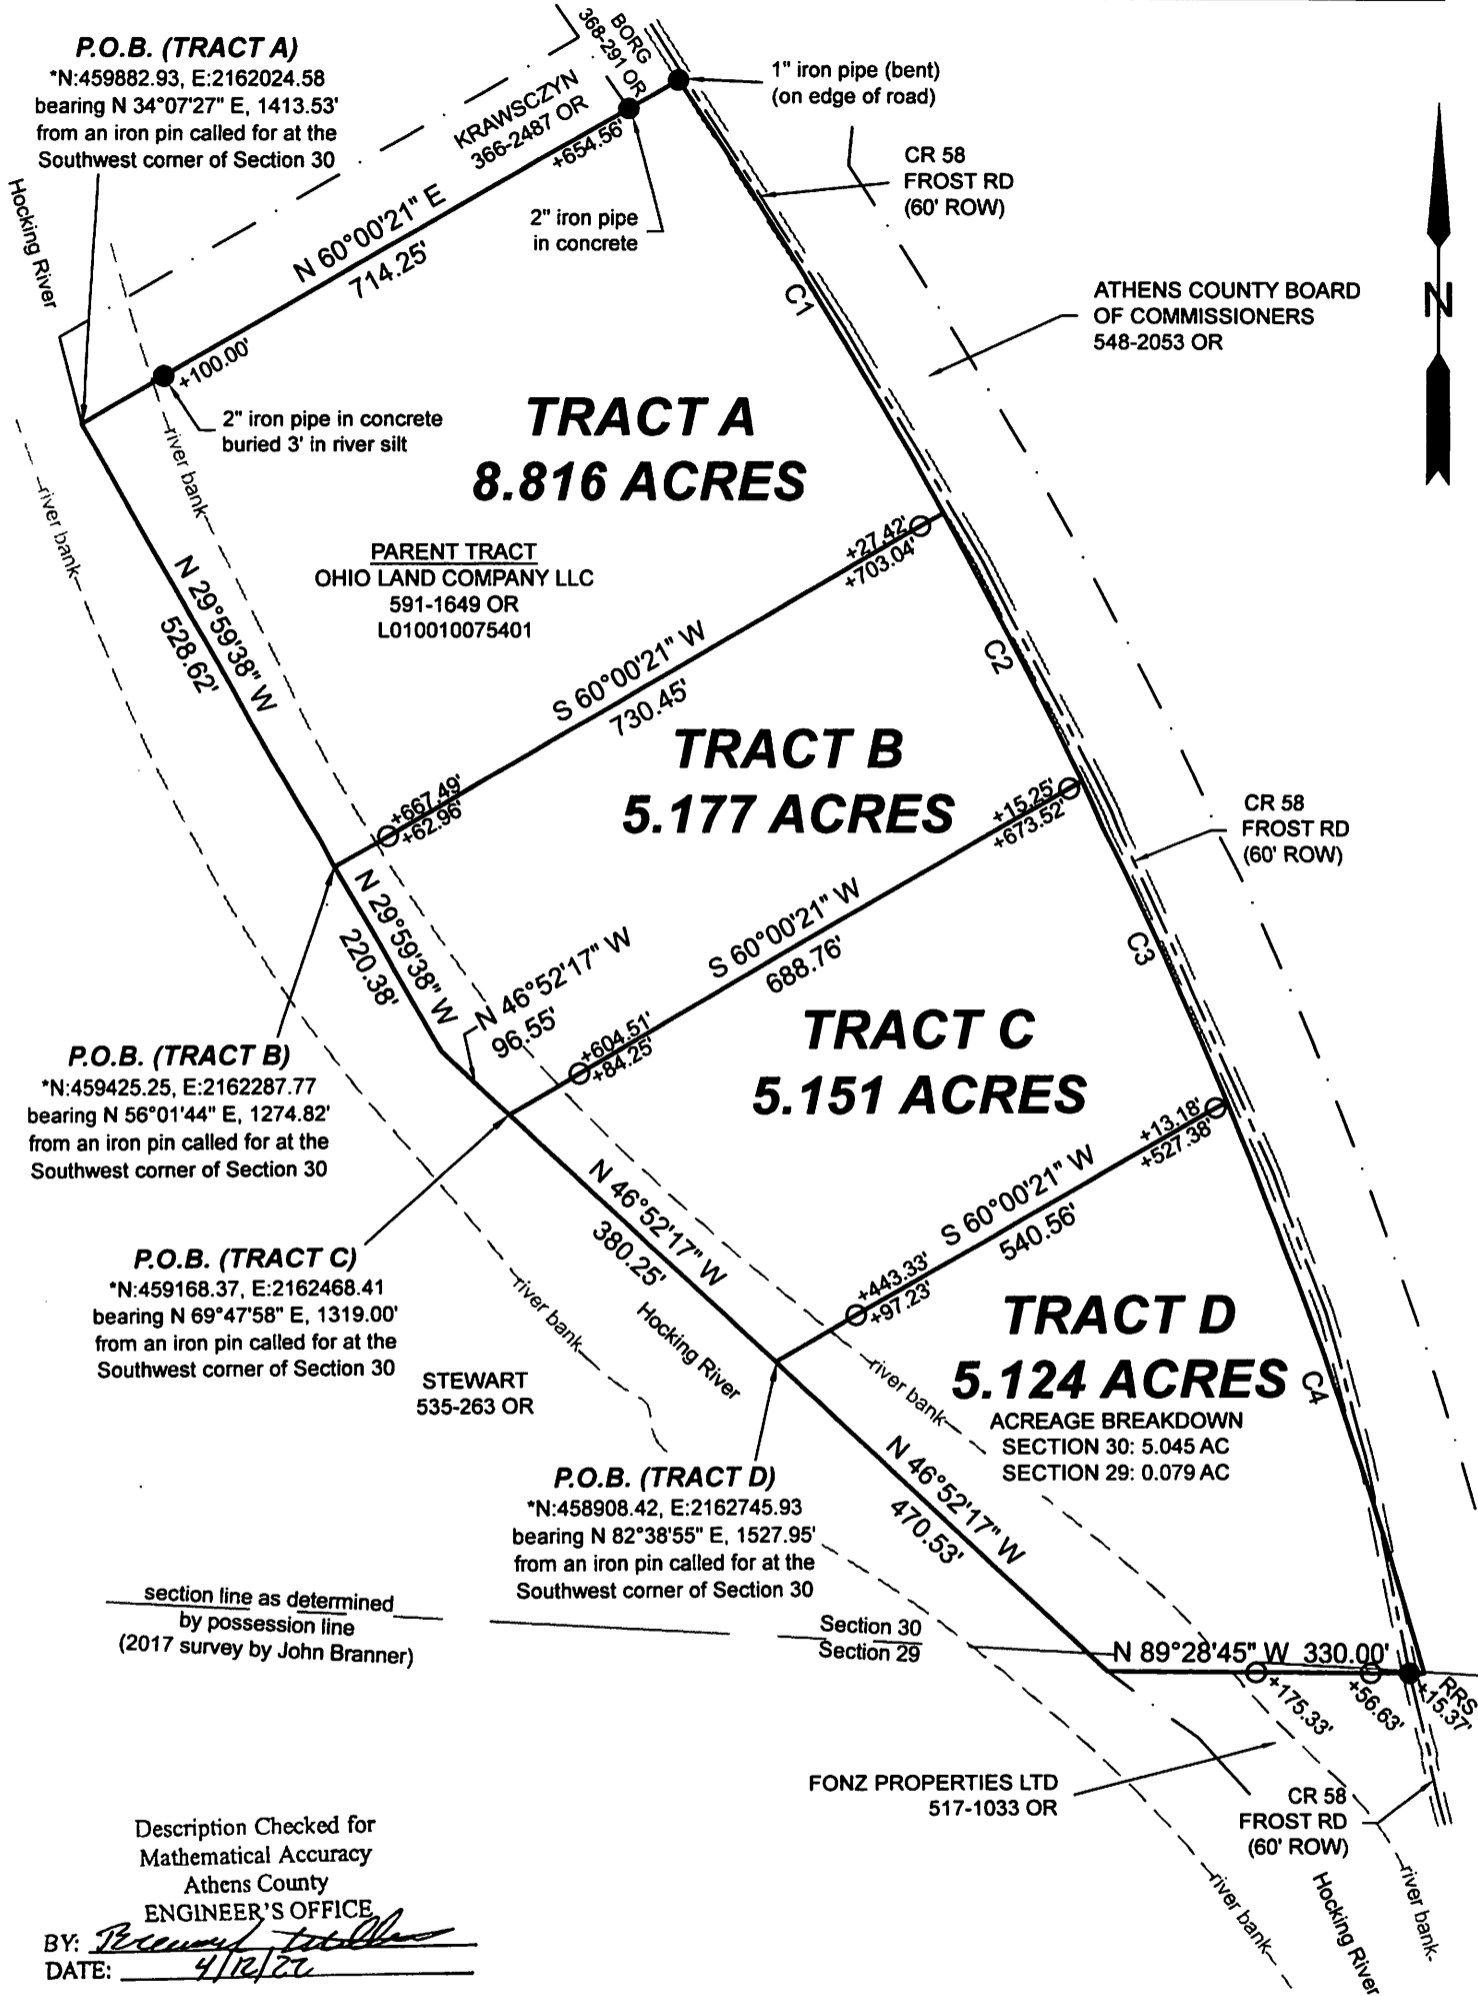 P.O.B. (TRACT A)
*N:459882.93, E:2162024.58
bearing N 34°07'27" E, 1413.53'
from an iron pin called for at the
Southwest corner of Section 30
BORG
368-291 OR
KRAWSCZYN
366-2487 OR
+654.56'
1" iron pipe (bent)
(on edge of road)
CR 58
FROST RD
(60' ROW)
2" iron pipe
in concrete
N 60°00'21" E
714.25'
Hocking River
C1
ATHENS COUNTY BOARD
OF COMMISSIONERS
548-2053 OR
N
+100.00'
2" iron pipe in concrete
buried 3' in river silt
river bank
river bank
TRACT A
8.816 ACRES
PARENT TRACT
OHIO LAND COMPANY LLC
591-1649 OR
L010010075401
+27.42'
+703.04'
N 29°59'38" W
528.62'
S 60°00'21" W
730.45'
C2
TRACT B
5.177 ACRES
+667.49'
+62.96'
+15.25'
+673.52'
CR 58
FROST RD
(60' ROW)
N 29°59'38" W
220.38'
N 46°52'17" W
96.55'
S 60°00'21" W
688.76'
C3
P.O.B. (TRACT B)
*N:459425.25, E:2162287.77
bearing N 56°01'44" E, 1274.82'
from an iron pin called for at the
Southwest corner of Section 30
+604.51'
+84.25'
TRACT C
5.151 ACRES
+13.18'
+527.38'
N 46°52'17" W
380.25'
S 60°00'21" W
540.56'
P.O.B. (TRACT C)
*N:459168.37, E:2162468.41
bearing N 69°47'58" E, 1319.00'
from an iron pin called for at the
Southwest corner of Section 30
river bank
Hocking River
+443.33'
+97.23'
STEWART
535-263 OR
TRACT D
5.124 ACRES
ACREAGE BREAKDOWN
SECTION 30: 5.045 AC
SECTION 29: 0.079 AC
river bank
C4
P.O.B. (TRACT D)
*N:458908.42, E:2162745.93
bearing N 82°38'55" E, 1527.95'
from an iron pin called for at the
Southwest corner of Section 30
N 46°52'17" W
470.53'
section line as determined
by possession line
(2017 survey by John Branner)
Section 30
Section 29
N 89°28'45" W 330.00'
+175.33'
+56.63'
+15.37'
RRS
FONZ PROPERTIES LTD
517-1033 OR
CR 58
FROST RD
(60' ROW)
river bank
Hocking River
river bank
Description Checked for
Mathematical Accuracy
Athens County
ENGINEER'S OFFICE
BY:
DATE: 4/12/22